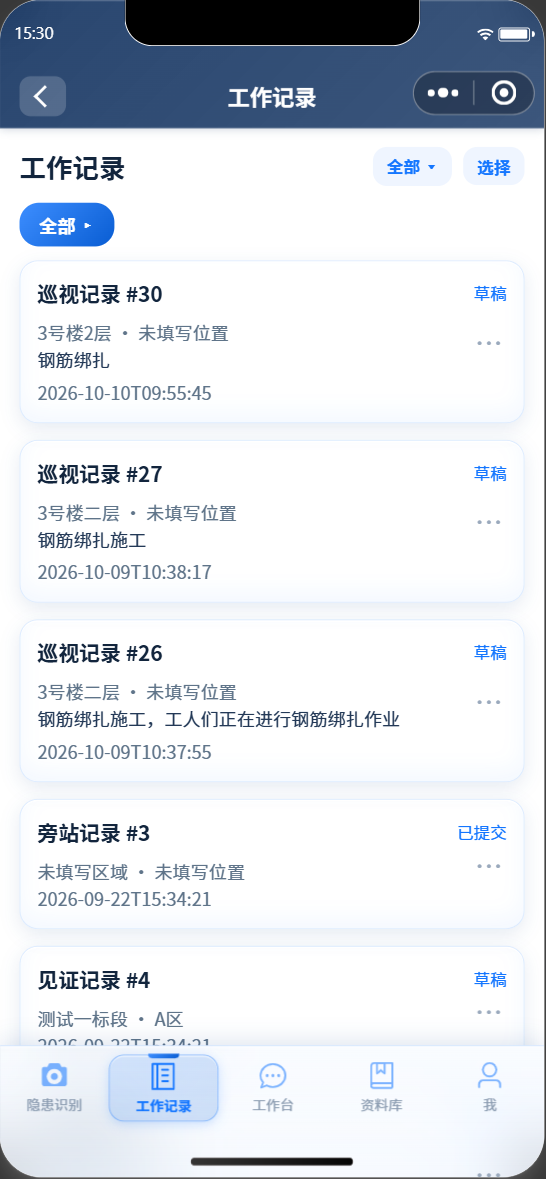 15:30
工作记录
工作记录
全部
选择
全部
巡视记录 #30
草稿
3号楼2层 • 未填写位置
钢筋绑扎
2026-10-10T09:55:45
巡视记录 #27
草稿
3号楼二层 • 未填写位置
钢筋绑扎施工
2026-10-09T10:38:17
巡视记录 #26
草稿
3号楼二层 • 未填写位置
钢筋绑扎施工，工人们正在进行钢筋绑扎作业
2026-10-09T10:37:55
旁站记录 #3
已提交
未填写区域 • 未填写位置
2026-09-22T15:34:21
见证记录 #4
草稿
测试一标段 • A区
2026-09-22T15:34:21
隐患识别
工作记录
工作台
资料库
我